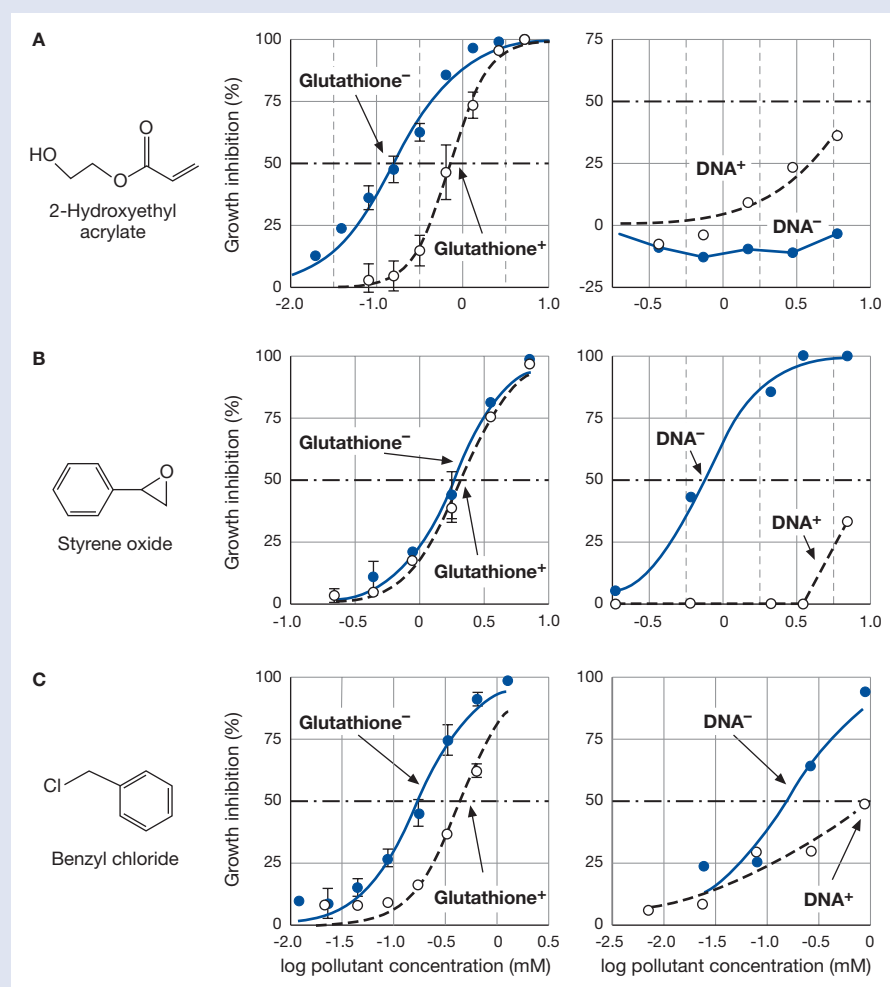 A
HO
O
O
2-Hydroxyethyl
acrylate
Growth inhibition (%)
100
75
50
25
0
-2.0 -1.0 0 1.0
Glutathione⁻
Glutathione⁺
100
75
50
25
0
-25
-0.5 0 0.5 1.0
DNA⁺
DNA⁻
B
O
Styrene oxide
Growth inhibition (%)
100
75
50
25
0
-1.0 -0.5 0 0.5 1.0
Glutathione⁻
Glutathione⁺
100
75
50
25
0
-0.5 0 0.5 1.0
DNA⁻
DNA⁺
C
Cl
Benzyl chloride
Growth inhibition (%)
100
75
50
25
0
-2.0 -1.5 -1.0 -0.5 0 0.5
log pollutant concentration (mM)
Glutathione⁻
Glutathione⁺
100
75
50
25
0
-2.5 -2.0 -1.5 -1.0 -0.5 0
log pollutant concentration (mM)
DNA⁻
DNA⁺